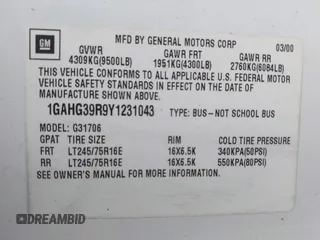 GM
MFD BY GENERAL MOTORS CORP 03/00
GVWR GAWR FRT GAWR RR
4309KG(9500LB) 1951KG(4300LB) 2760KG(6084LB)
THIS VEHICLE CONFORMS TO ALL APPLICABLE U.S. FEDERAL MOTOR
VEHICLE SAFETY STANDARDS IN EFFECT ON THE DATE OF
MANUFACTURE SHOWN ABOVE.
1GAHG39R9Y1231043 TYPE: BUS-NOT SCHOOL BUS
MODEL: G31706
GPAT TIRE SIZE RIM COLD TIRE PRESSURE
FRT LT245/75R16E 16X6.5K 340KPA(50PSI)
RR LT245/75R16E 16X6.5K 550KPA(80PSI)
SEE OWNER'S MANUAL FOR MORE INFORMATION.
DREAMBID